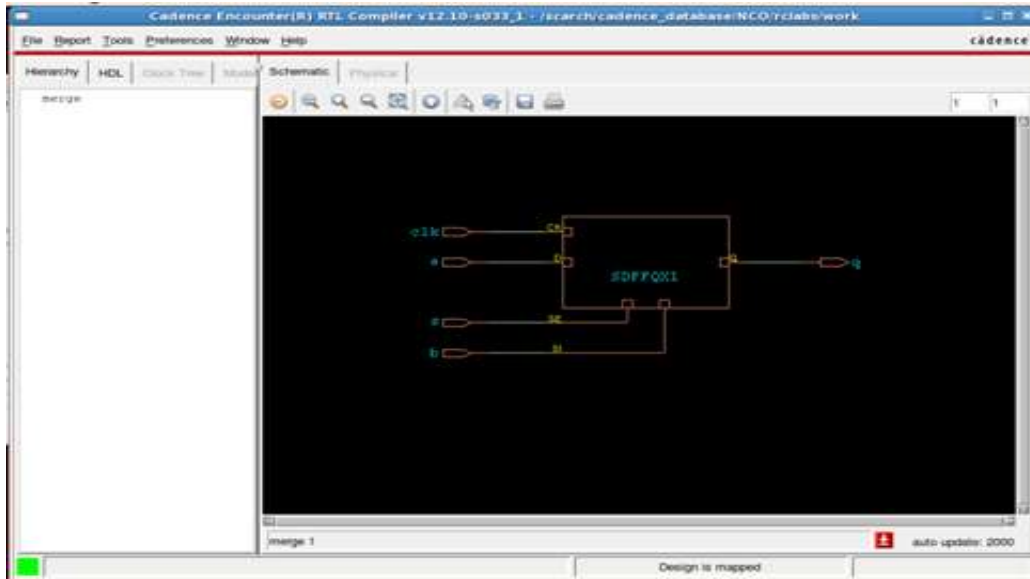 Cadence Encounter(R) RTL Compiler v12.10-s033_1 - /scarch/cadence_database/NCO/rclabs/work
File Report Tools Preferences Window Help
cādence
Hierarchy HDL Clock Tree Schematic Physical
merge
1 1
clk CK
a D
SDFFQX1
Q q
SE
b SI
merge 1
auto update: 2000
Design is mapped